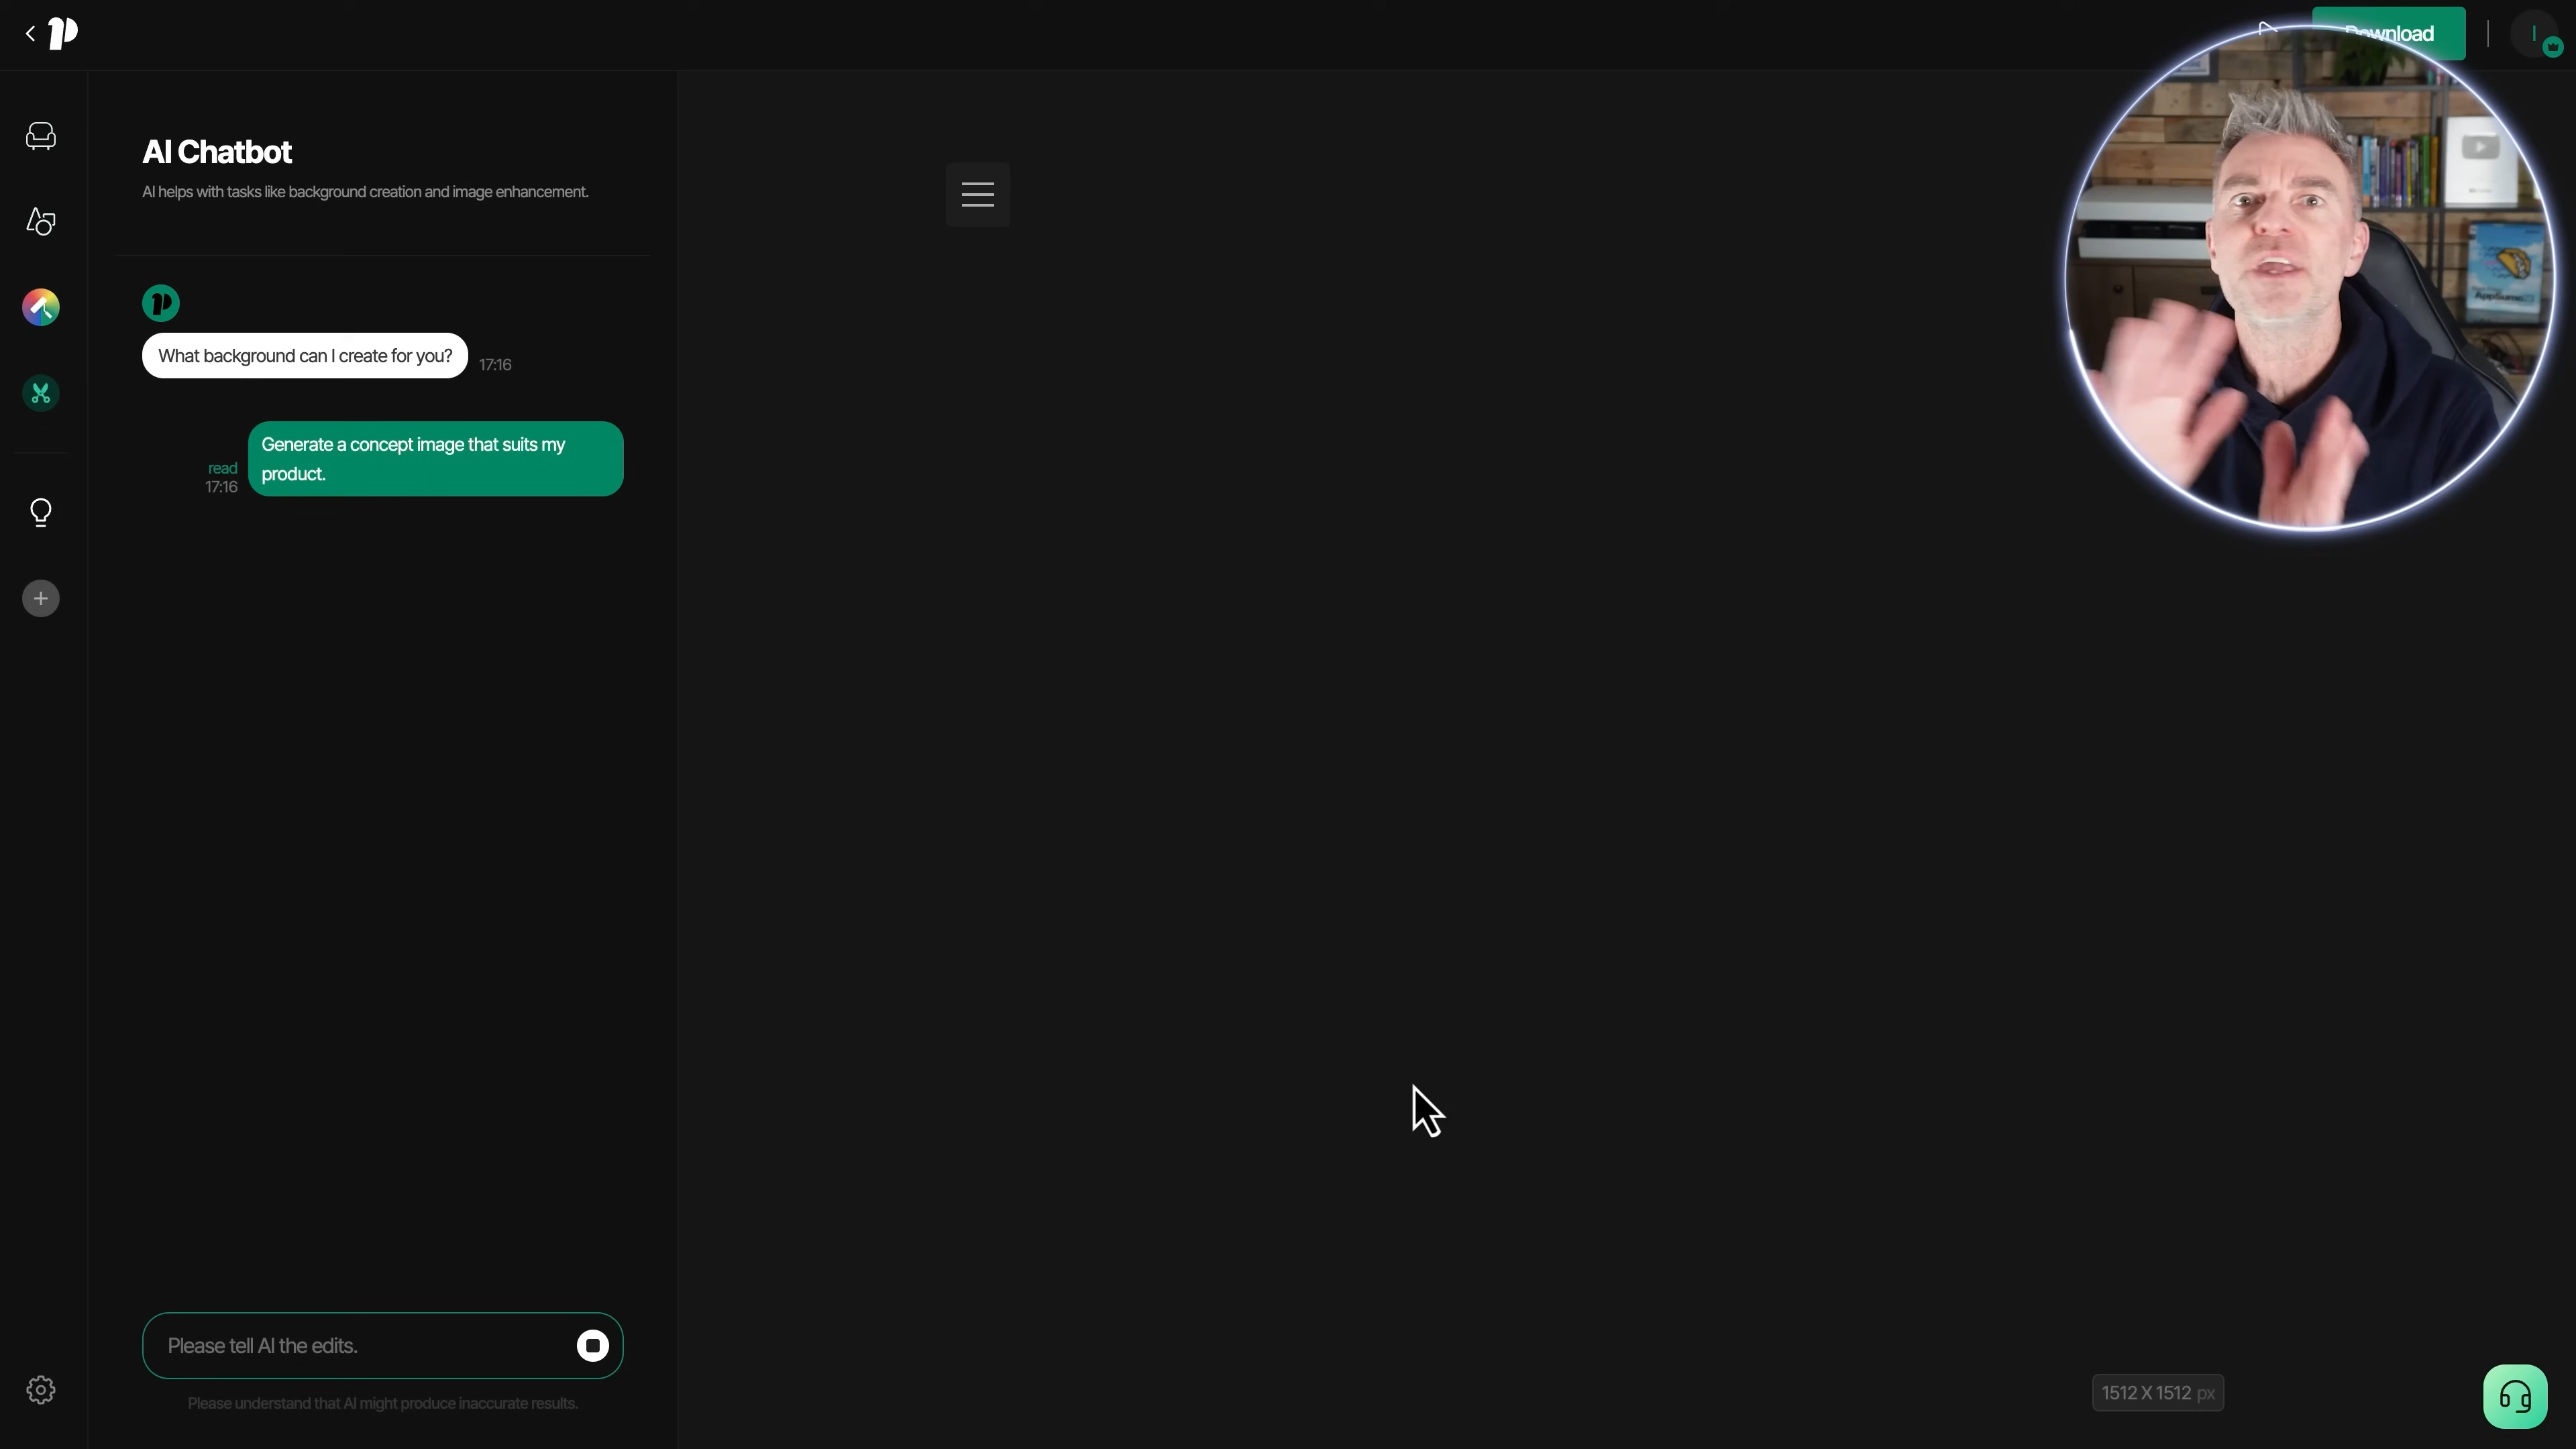 Download
I
AI Chatbot
AI helps with tasks like background creation and image enhancement.
What background can I create for you?
17:16
Generate a concept image that suits my
product.
read
17:16
AppSumo
Please tell AI the edits.
Please understand that AI might produce inaccurate results.
1512 X 1512 px